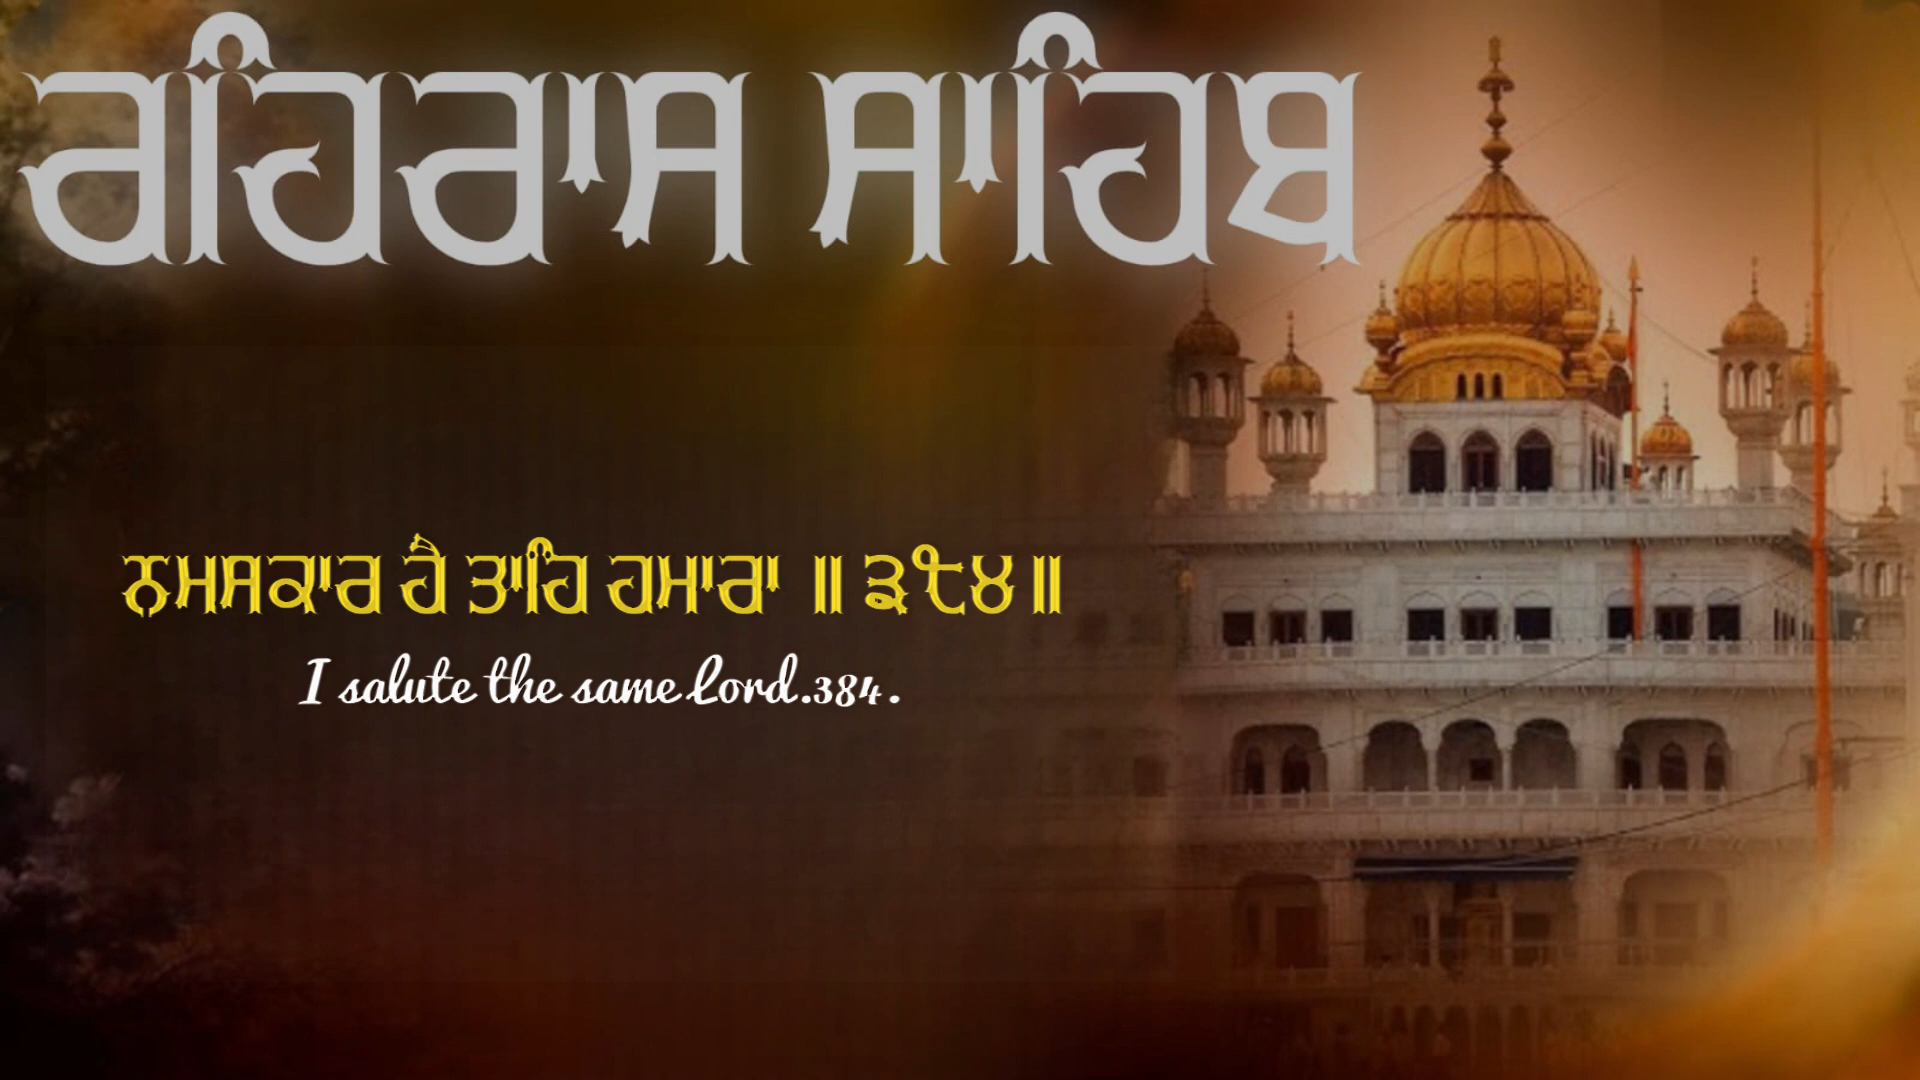 ਰਹਿਰਾਸ ਸਾਹਿਬ
ਨਮਸਕਾਰ ਹੈ ਤਾਹਿ ਹਮਾਰਾ ॥੩੮੪॥
I salute the same Lord.384.